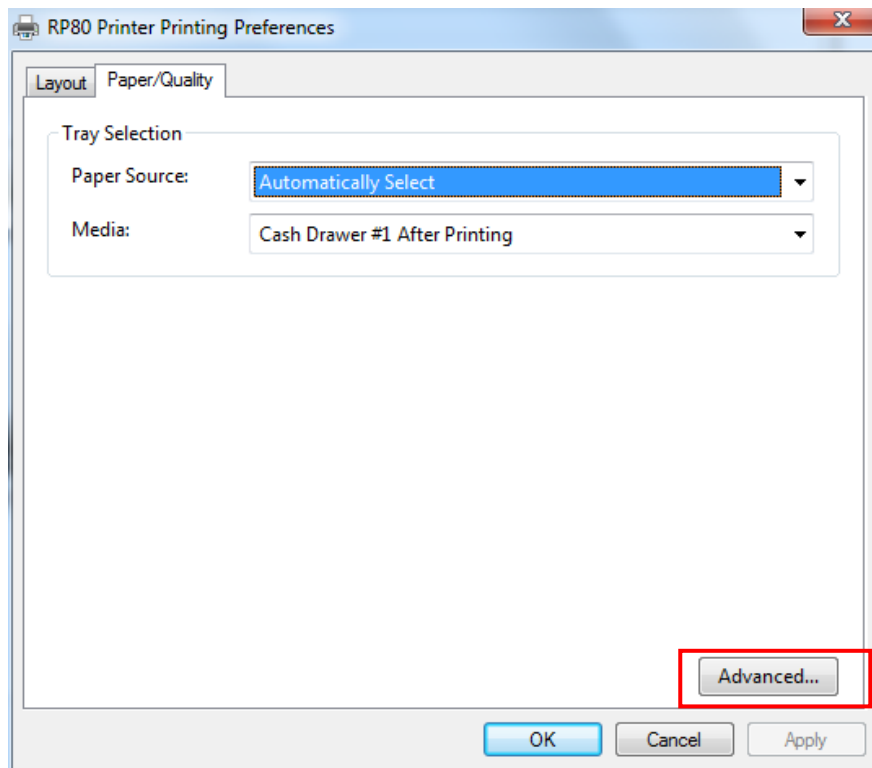 RP80 Printer Printing Preferences
Layout
Paper/Quality
Tray Selection
Paper Source:
Automatically Select
Media:
Cash Drawer #1 After Printing
Advanced...
OK
Cancel
Apply